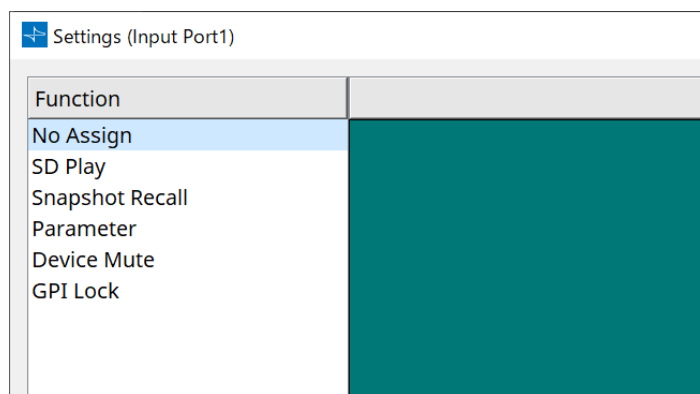 Settings (Input Port1)
Function
No Assign
SD Play
Snapshot Recall
Parameter
Device Mute
GPI Lock